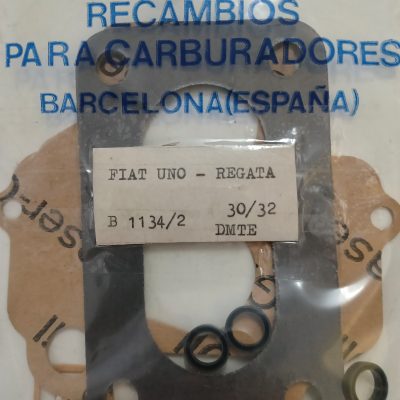 RECAMBIOS
PARA CARBURADORES
BARCELONA(ESPAÑA)
FIAT UNO - REGATA
B 1134/2 30/32
DMTE